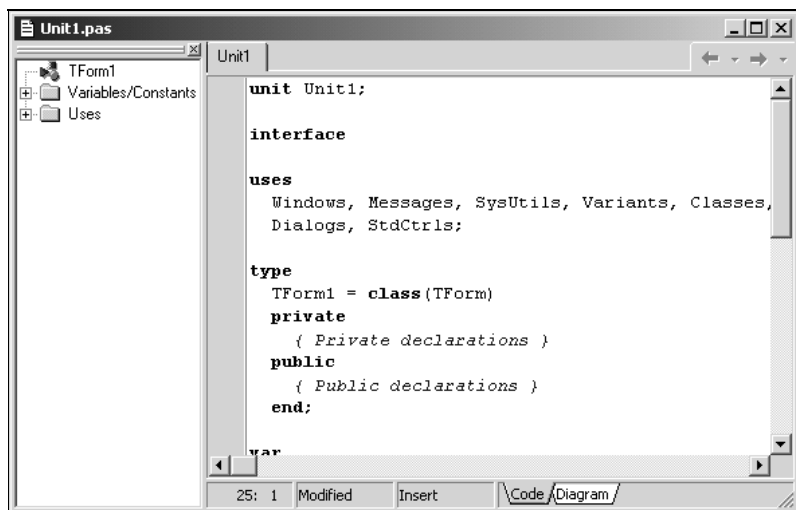 Unit1.pas
TForm1
Variables/Constants
Uses
Unit1
unit Unit1;
interface
uses
Windows, Messages, SysUtils, Variants, Classes,
Dialogs, StdCtrls;
type
TForm1 = class(TForm)
private
{ Private declarations }
public
{ Public declarations }
end;
var
25: 1 Modified Insert Code Diagram